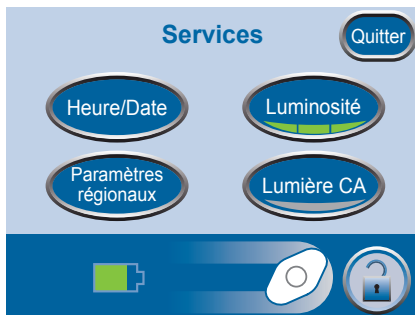 Services
Quitter
Heure/Date
Luminosité
Paramètres
régionaux
Lumière CA